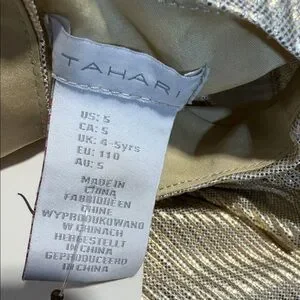 TAHARI
US: 5
CA: 5
UK: 4-5yrs
EU: 110
AU: 5
MADE IN
CHINA
FABRIQUÉ EN
CHINE
WYPRODUKOWANO
W CHINACH
HERGESTELLT
IN CHINA
GEPRODUCEERD
IN CHINA